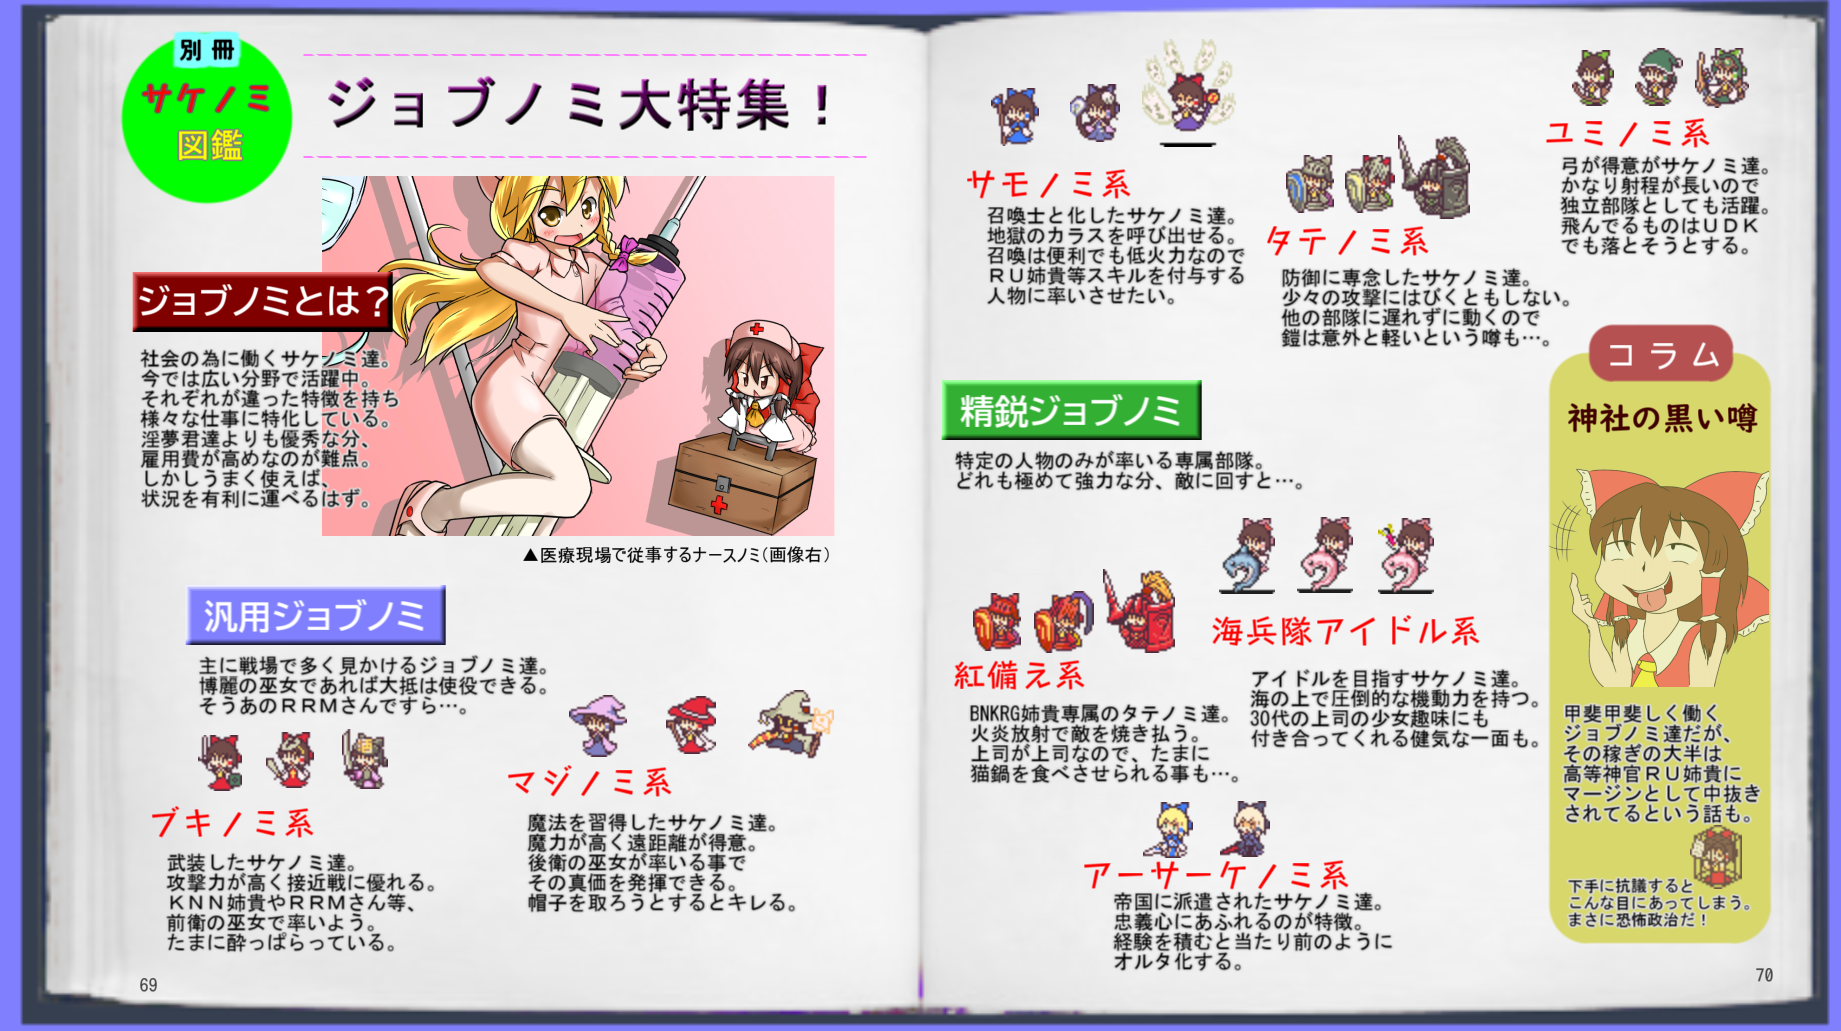 別冊
サケノミ
図鑑
ジョブノミ大特集！
ジョブノミとは？
社会の為に働くサケノミ達。
今では広い分野で活躍中。
それぞれが違った特徴を持ち
様々な仕事に特化している。
淫夢君達よりも優秀な分、
雇用費が高めなのが難点。
しかしうまく使えば、
状況を有利に運べるはず。
▲医療現場で従事するナースノミ(画像右)
汎用ジョブノミ
主に戦場で多く見かけるジョブノミ達。
博麗の巫女であれば大抵は使役できる。
そうあのＲＲＭさんですら…。
ブキノミ系
武装したサケノミ達。
攻撃力が高く接近戦に優れる。
ＫＮＮ姉貴やＲＲＭさん等、
前衛の巫女で率いよう。
たまに酔っぱらっている。
マジノミ系
魔法を習得したサケノミ達。
魔力が高く遠距離が得意。
後衛の巫女が率いる事で
その真価を発揮できる。
帽子を取ろうとするとキレる。
69
サモノミ系
召喚士と化したサケノミ達。
地獄のカラスを呼び出せる。
召喚は便利でも低火力なので
ＲＵ姉貴等スキルを付与する
人物に率いさせたい。
タテノミ系
防御に専念したサケノミ達。
少々の攻撃にはびくともしない。
他の部隊に遅れずに動くので
鎧は意外と軽いという噂も…。
ユミノミ系
弓が得意がサケノミ達。
かなり射程が長いので
独立部隊としても活躍。
飛んでるものはＵＤＫ
でも落とそうとする。
精鋭ジョブノミ
特定の人物のみが率いる専属部隊。
どれも極めて強力な分、敵に回すと…。
紅備え系
BNKRG姉貴専属のタテノミ達。
火炎放射で敵を焼き払う。
上司が上司なので、たまに
猫鍋を食べさせられる事も…。
海兵隊アイドル系
アイドルを目指すサケノミ達。
海の上で圧倒的な機動力を持つ。
30代の上司の少女趣味にも
付き合ってくれる健気な一面も。
アーサーケノミ系
帝国に派遣されたサケノミ達。
忠義心にあふれるのが特徴。
経験を積むと当たり前のように
オルタ化する。
コラム
神社の黒い噂
甲斐甲斐しく働く
ジョブノミ達だが、
その稼ぎの大半は
高等神官ＲＵ姉貴に
マージンとして中抜き
されてるという話も。
下手に抗議すると
こんな目にあってしまう。
まさに恐怖政治だ！
70